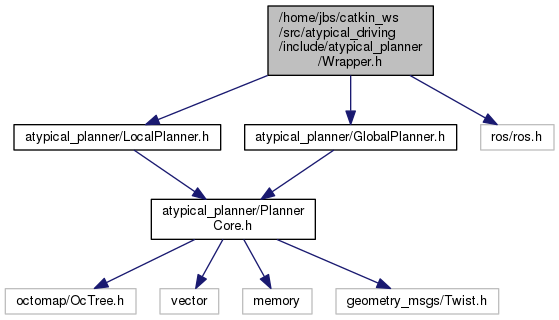 /home/jbs/catkin_ws
/src/atypical_driving
/include/atypical_planner
/Wrapper.h
atypical_planner/LocalPlanner.h
atypical_planner/GlobalPlanner.h
ros/ros.h
atypical_planner/Planner
Core.h
octomap/OcTree.h
vector
memory
geometry_msgs/Twist.h